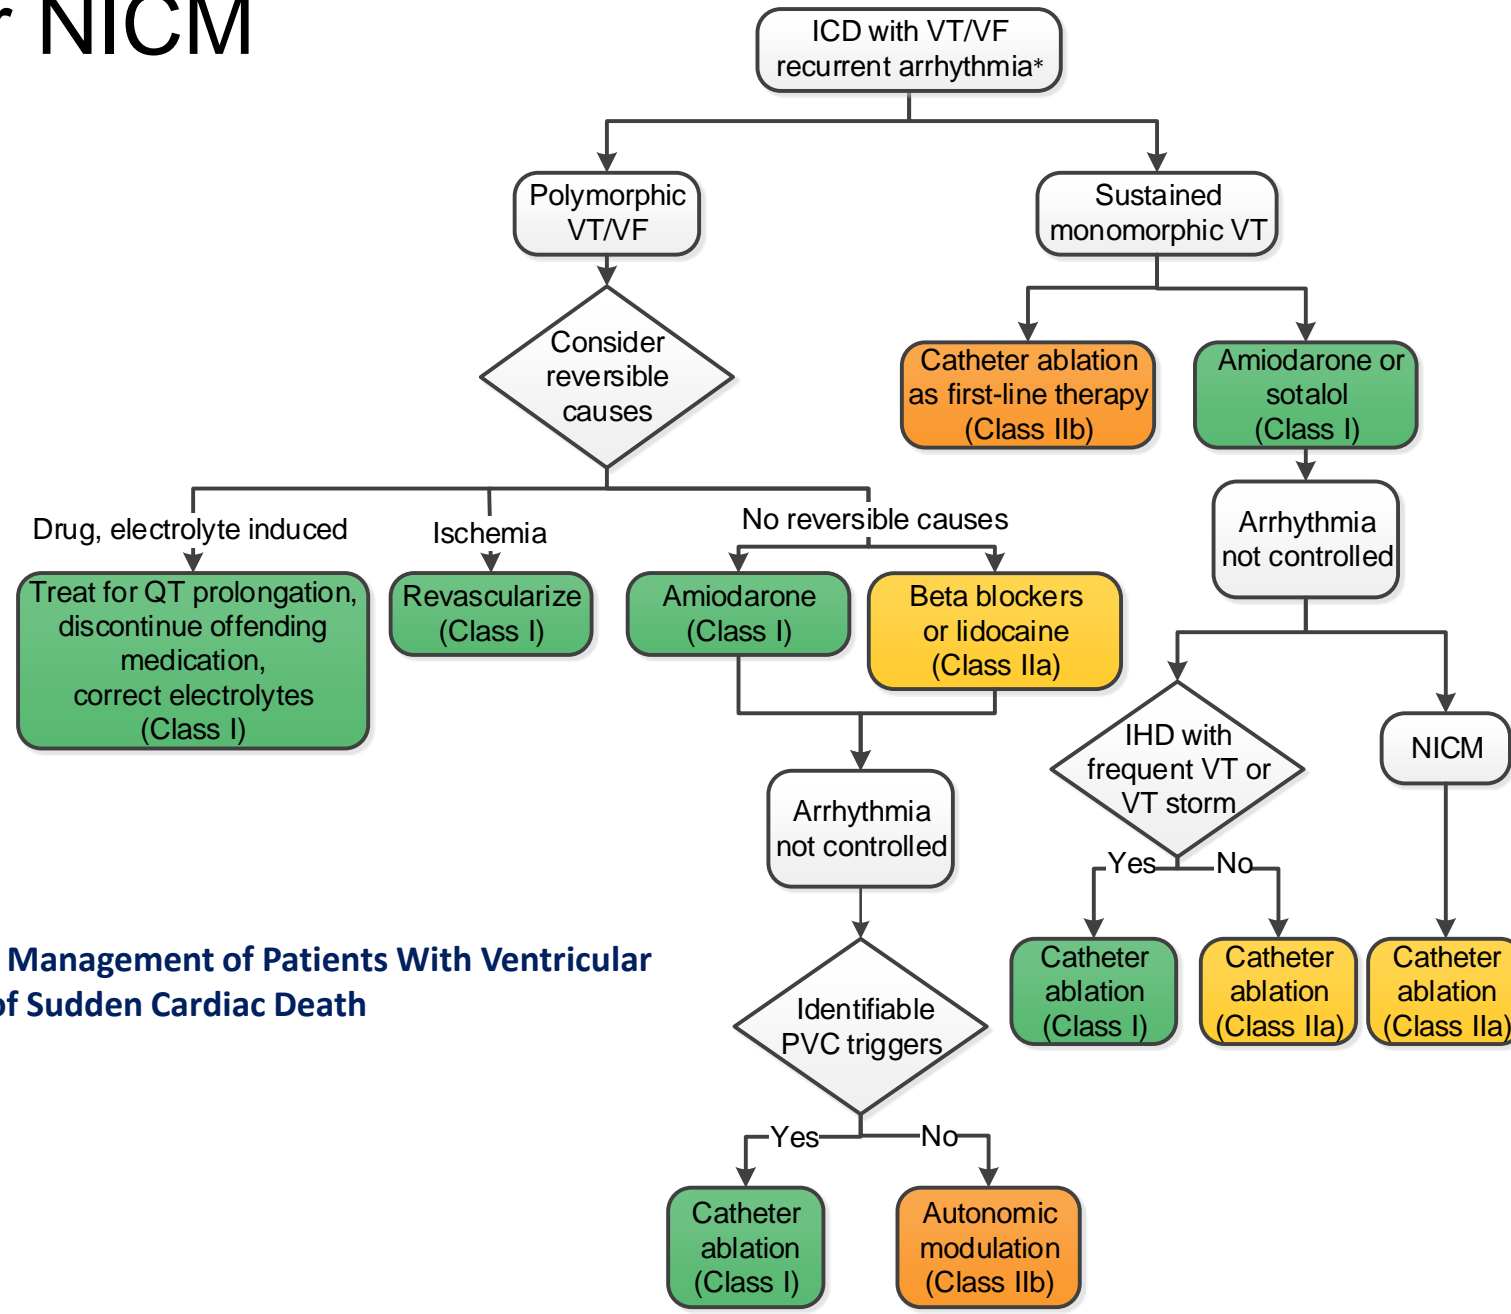 r NICM
ICD with VT/VF
recurrent arrhythmia*
Polymorphic
VT/VF
Sustained
monomorphic VT
Consider
reversible
causes
Catheter ablation
as first-line therapy
(Class IIb)
Amiodarone or
sotalol
(Class I)
Arrhythmia
not controlled
Drug, electrolyte induced
Ischemia
No reversible causes
Treat for QT prolongation,
discontinue offending
medication,
correct electrolytes
(Class I)
Revascularize
(Class I)
Amiodarone
(Class I)
Beta blockers
or lidocaine
(Class IIa)
IHD with
frequent VT or
VT storm
NICM
Arrhythmia
not controlled
Yes
No
Catheter
ablation
(Class I)
Catheter
ablation
(Class IIa)
Catheter
ablation
(Class IIa)
Management of Patients With Ventricular
of Sudden Cardiac Death
Identifiable
PVC triggers
Yes
No
Catheter
ablation
(Class I)
Autonomic
modulation
(Class IIb)